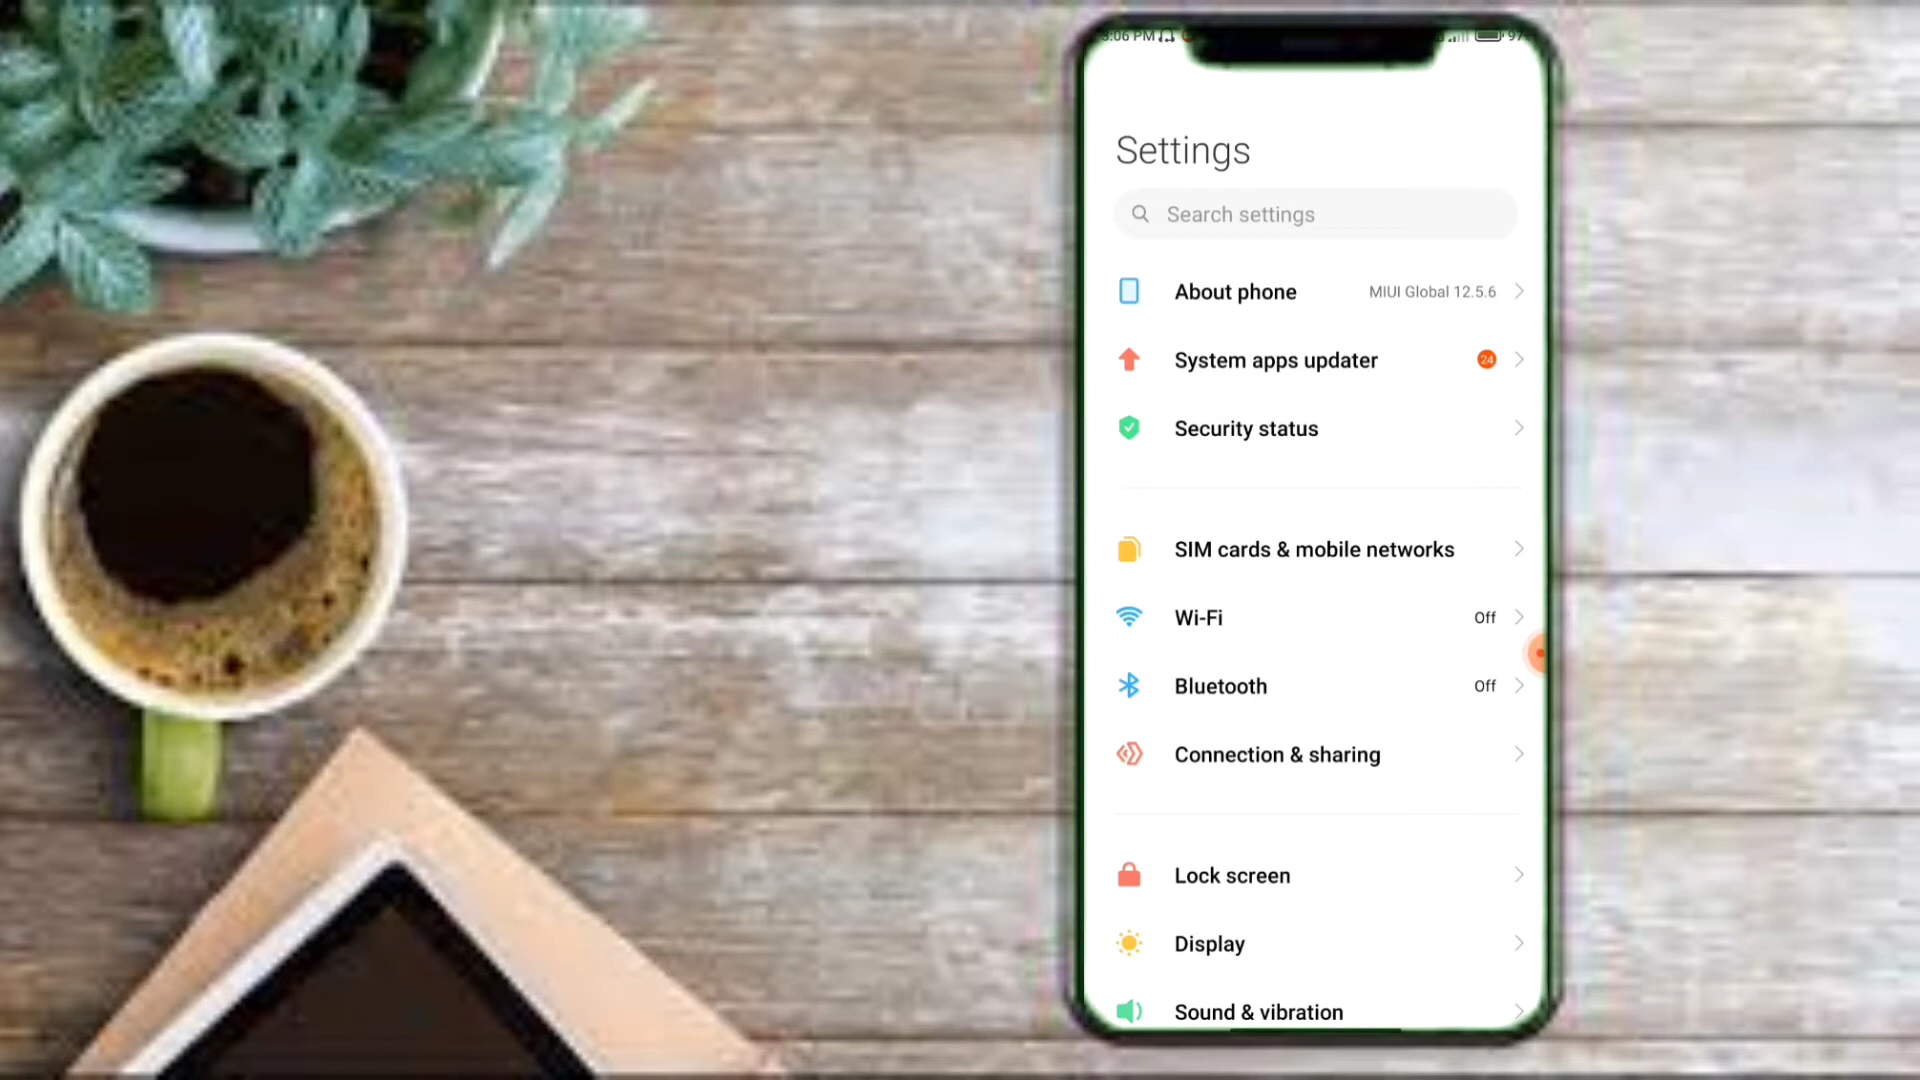 :06 PM
97
Settings
Search settings
About phone
MIUI Global 12.5.6
System apps updater
24
Security status
SIM cards & mobile networks
Wi-Fi
Off
Bluetooth
Off
Connection & sharing
Lock screen
Display
Sound & vibration